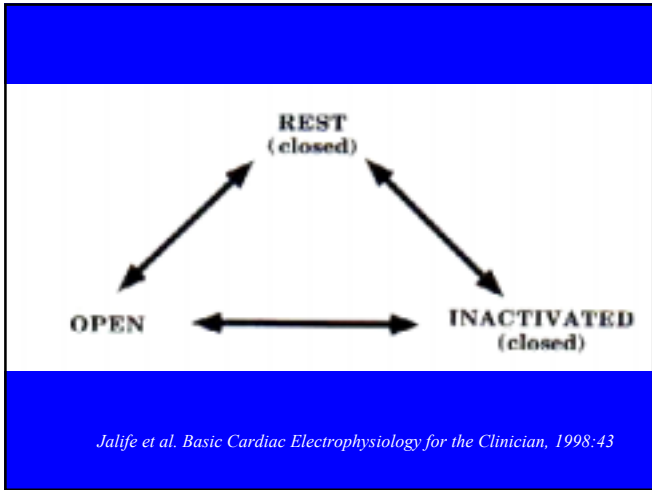 REST
(closed)
OPEN
INACTIVATED
(closed)
Jalife et al. Basic Cardiac Electrophysiology for the Clinician, 1998:43